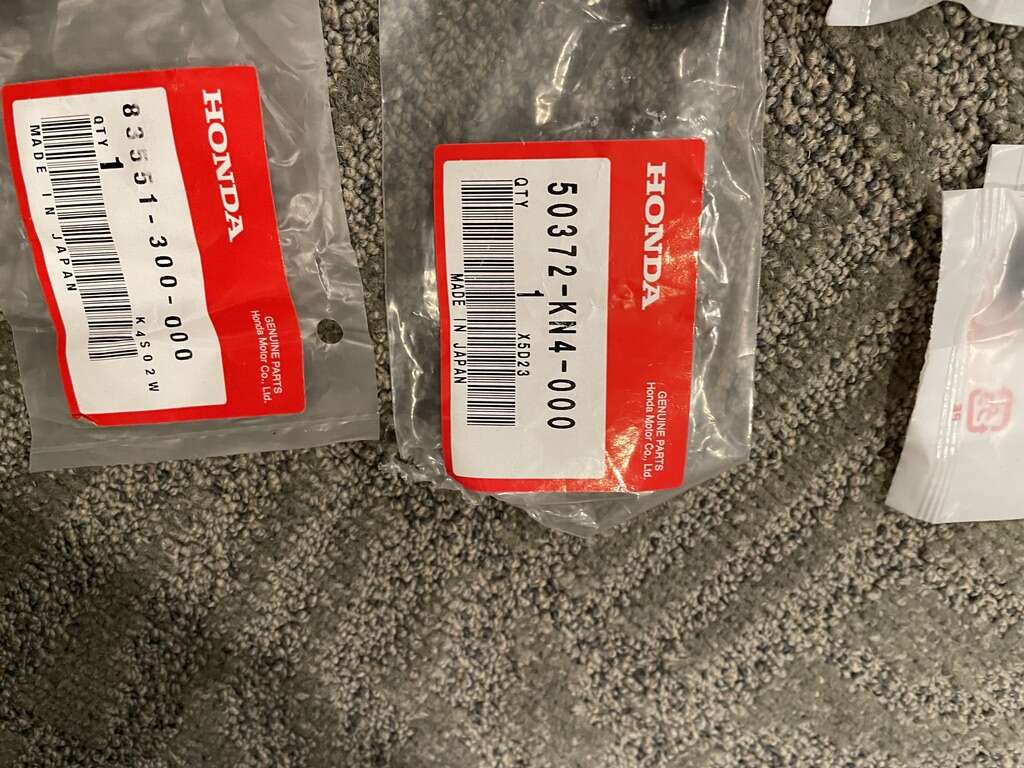 HONDA
GENUINE PARTS
Honda Motor Co., Ltd.
83551-300-000
QTY 1
K4S02W
MADE IN JAPAN
HONDA
GENUINE PARTS
Honda Motor Co., Ltd.
50372-KN4-000
QTY 1 X5D23
MADE IN JAPAN